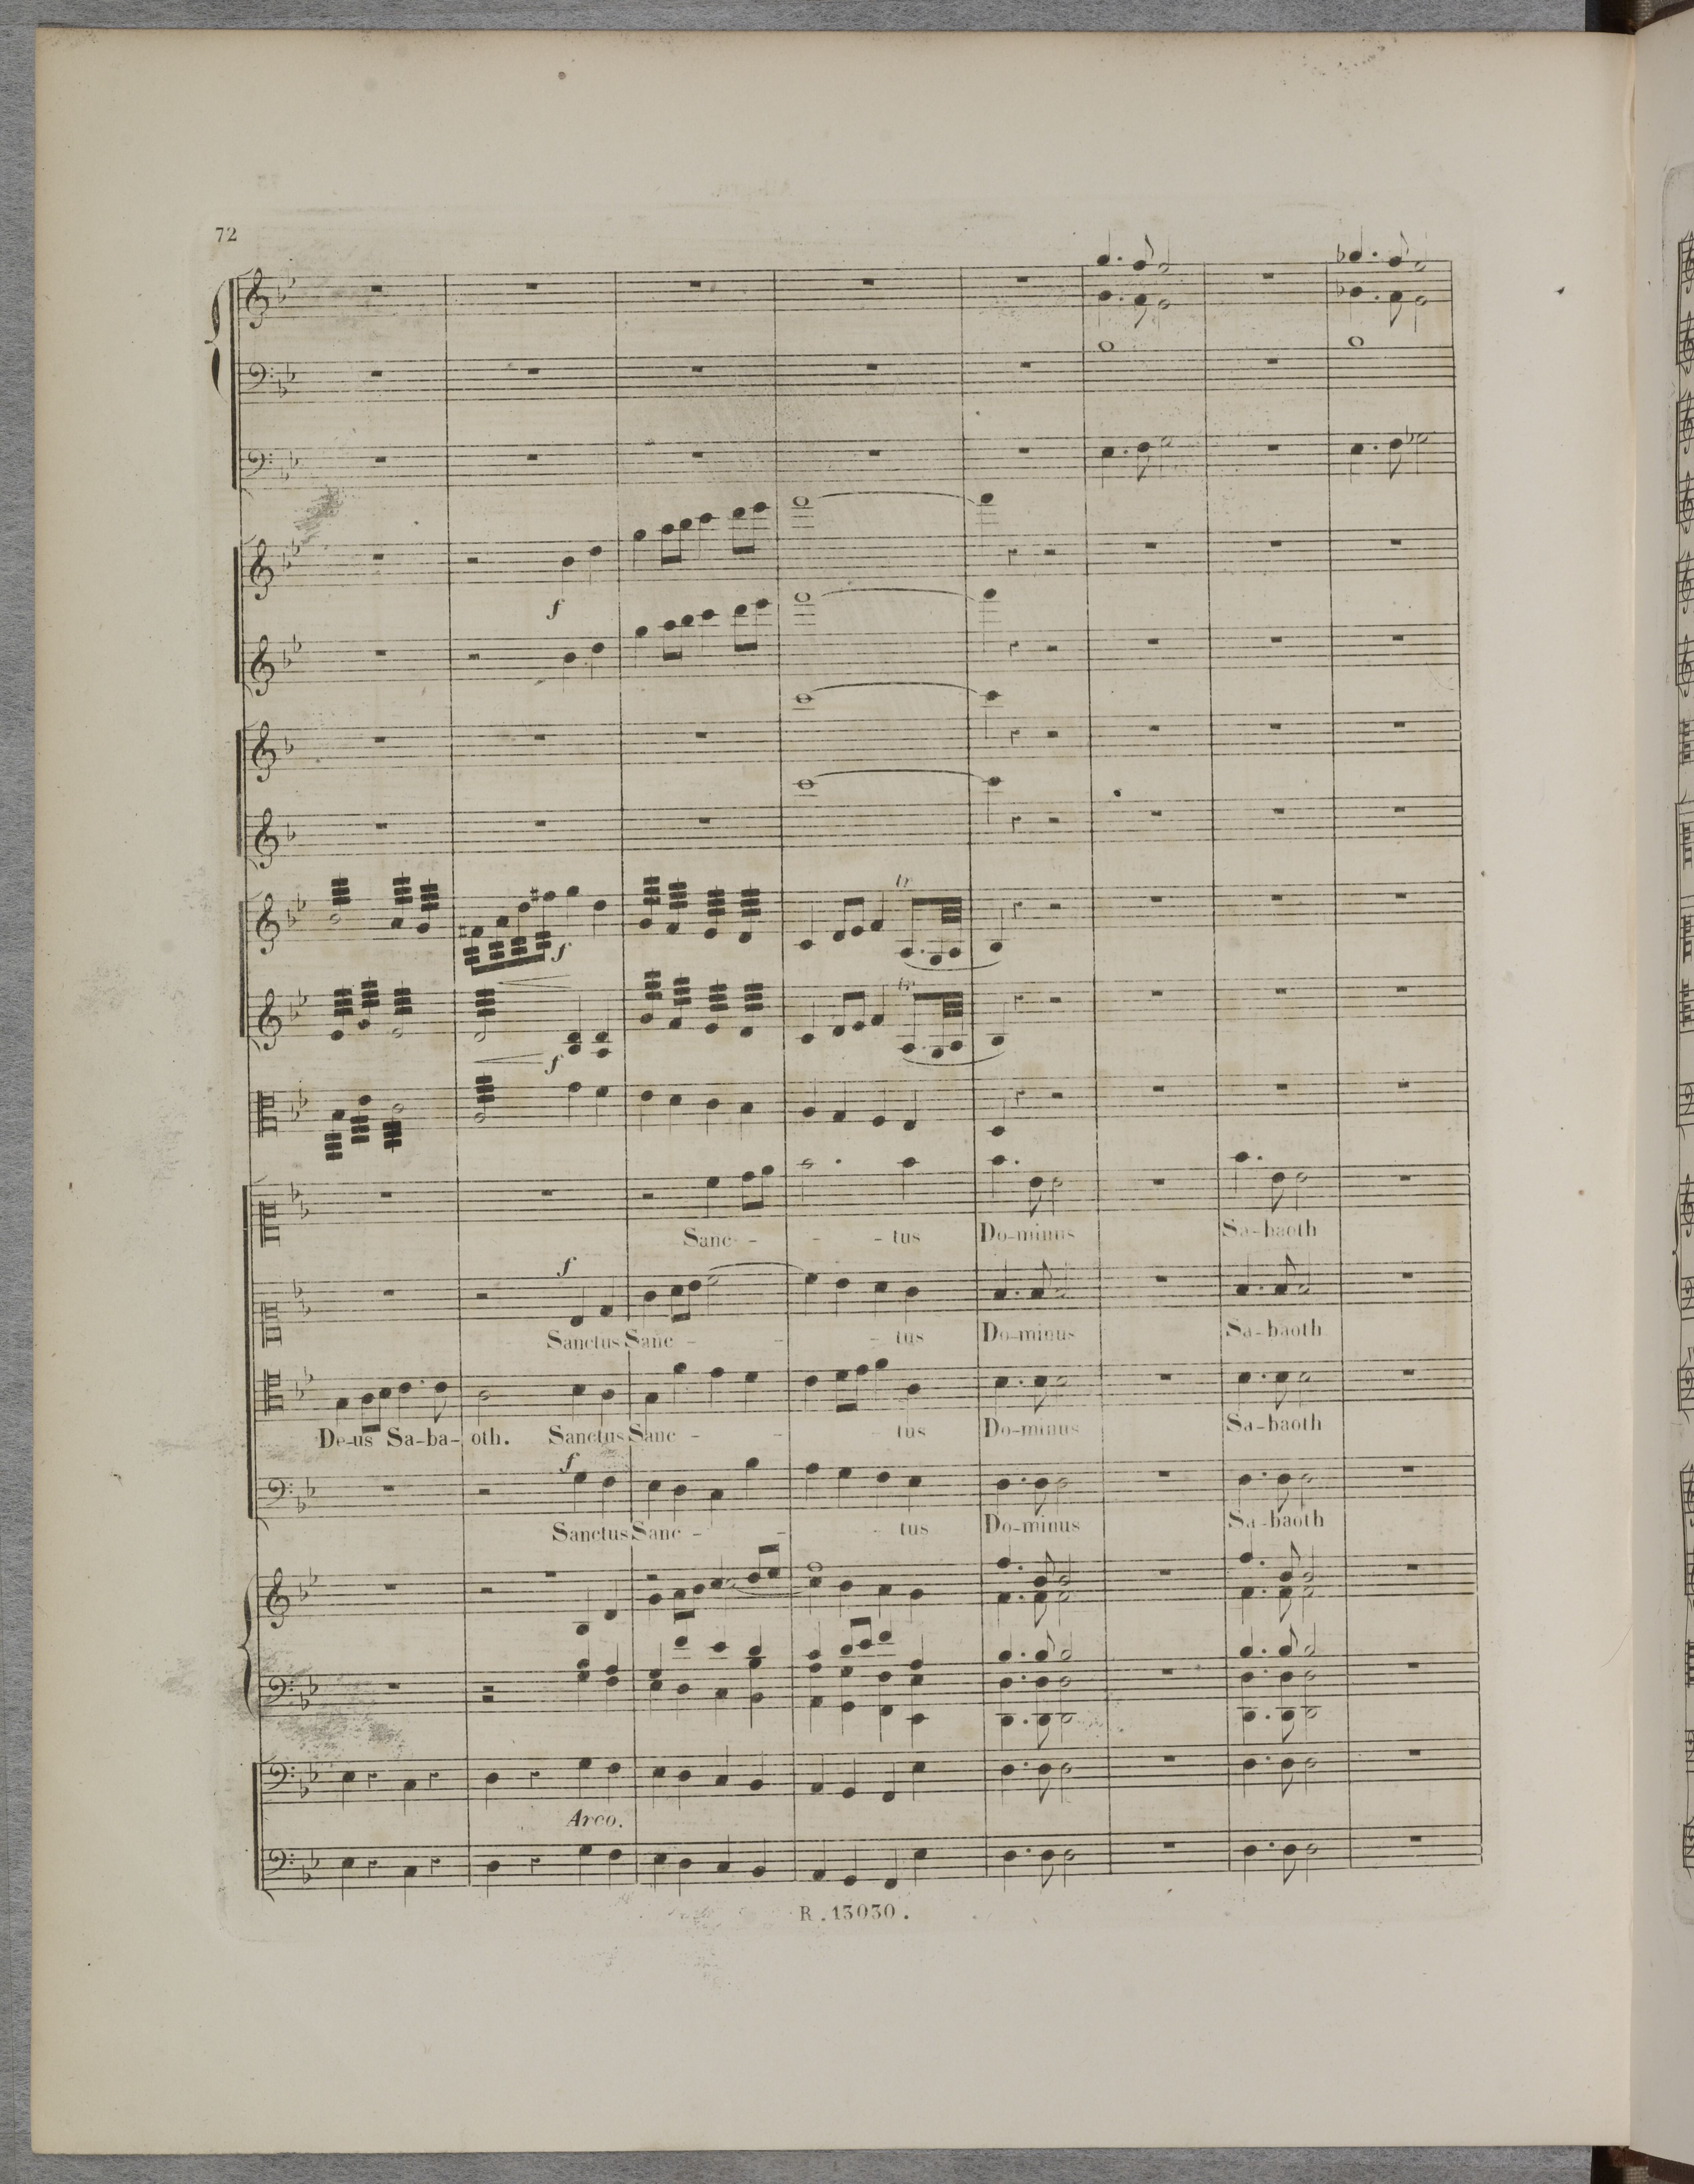 72
f
tr
f
tr
f
Sanc - - - - tus Do-minus Sa-baoth
f
Sanctus Sanc - - - tus Do-minus Sa-baoth
De-us Sa-ba- oth. Sanctus Sanc - - - tus Do-minus Sa-baoth
f
Sanctus Sanc - - - tus Do-minus Sa-baoth
Arco.
R.13030.